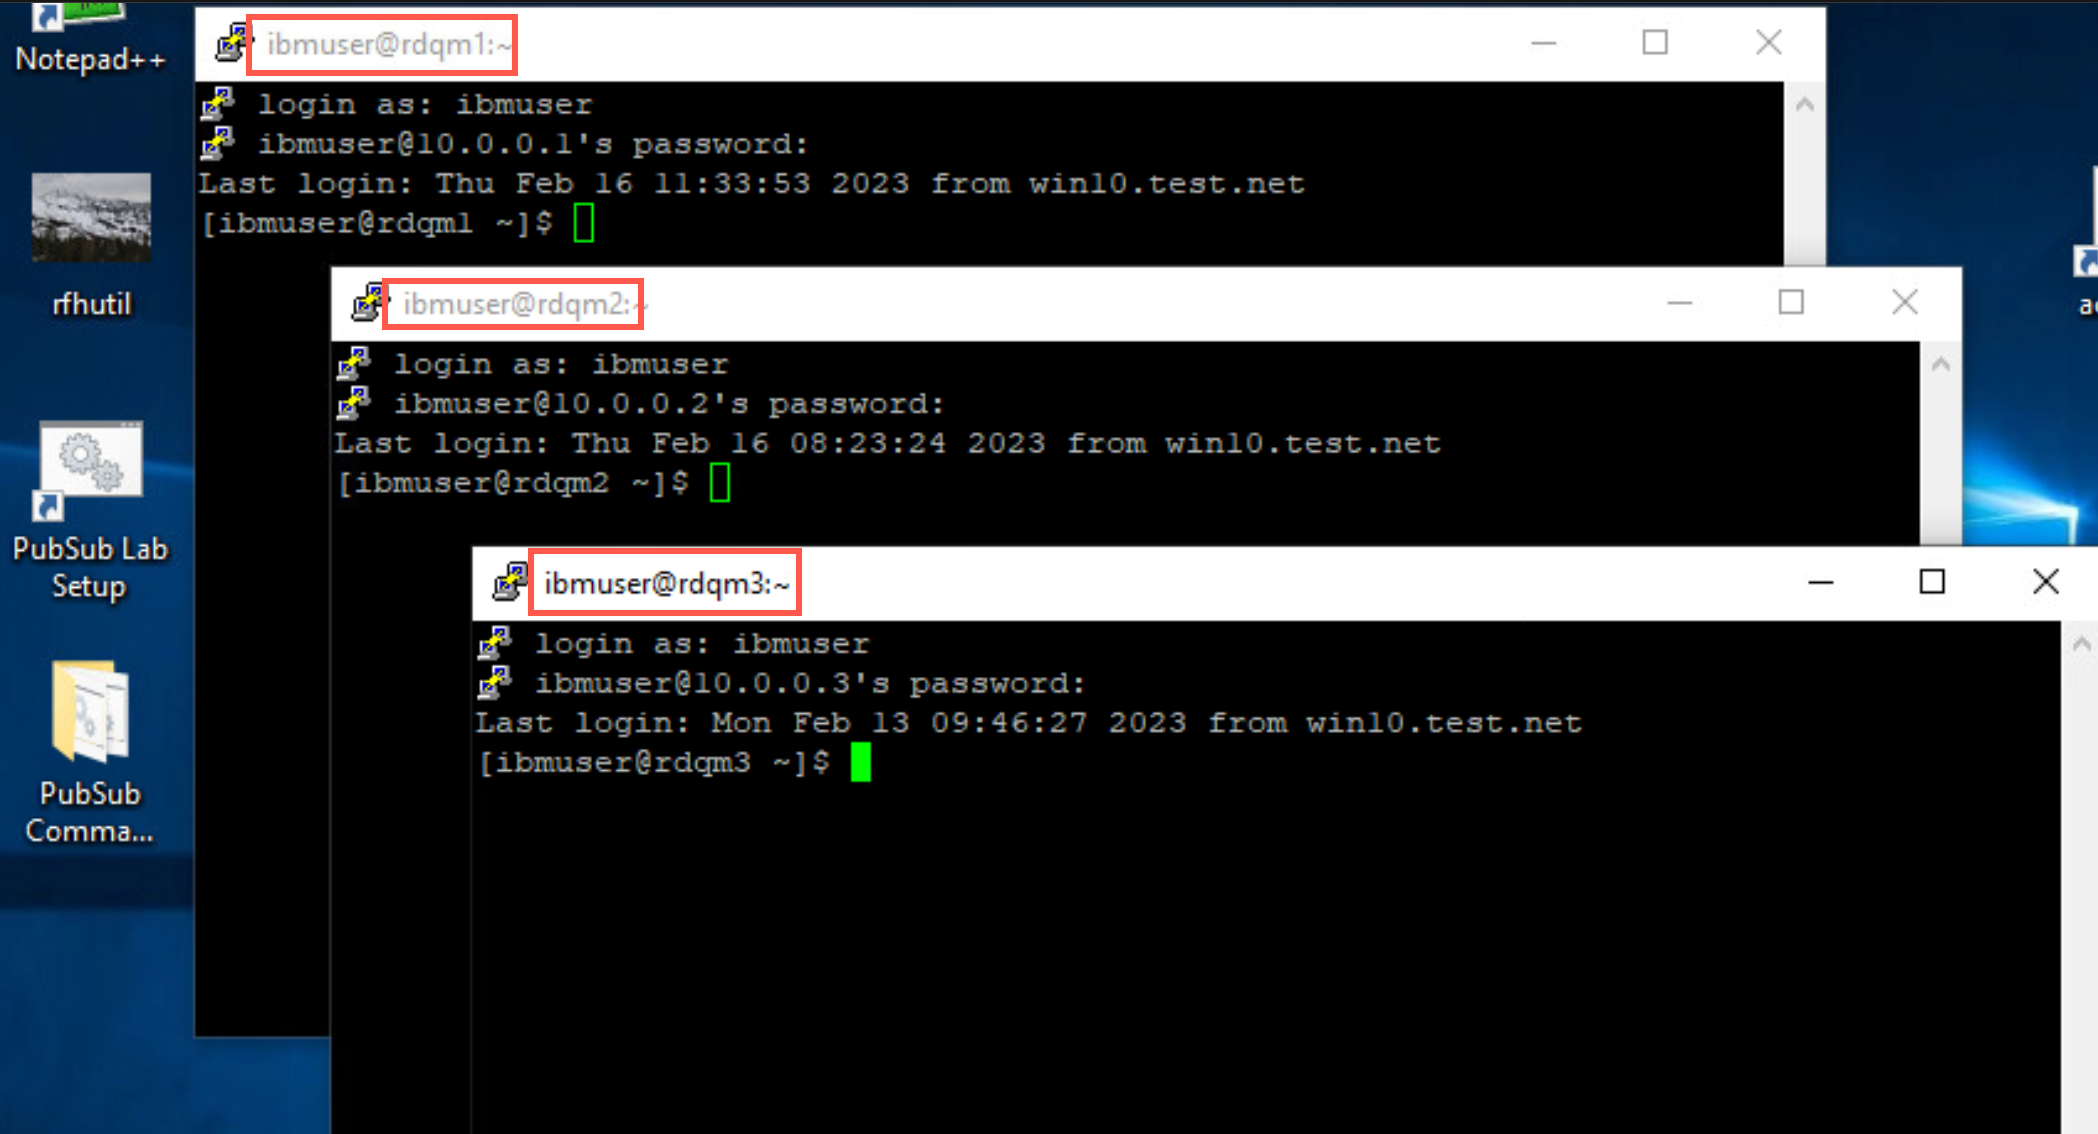 Notepad++
rfhutil
PubSub Lab
Setup
PubSub
Comma...
ibmuser@rdqm1:~
login as: ibmuser
ibmuser@10.0.0.1's password:
Last login: Thu Feb 16 11:33:53 2023 from win10.test.net
[ibmuser@rdqm1 ~]$
ibmuser@rdqm2:~
login as: ibmuser
ibmuser@10.0.0.2's password:
Last login: Thu Feb 16 08:23:24 2023 from win10.test.net
[ibmuser@rdqm2 ~]$
ibmuser@rdqm3:~
login as: ibmuser
ibmuser@10.0.0.3's password:
Last login: Mon Feb 13 09:46:27 2023 from win10.test.net
[ibmuser@rdqm3 ~]$